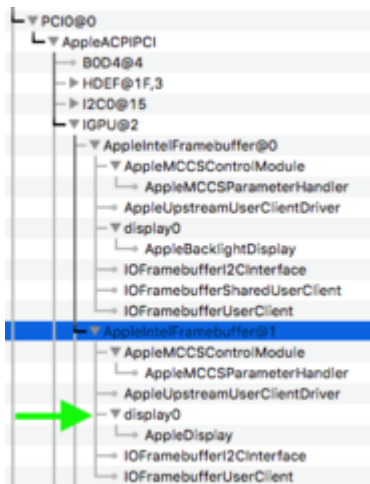 PCI0@0
AppleACPIPCI
B0D4@4
HDEF@1F,3
I2C0@15
IGPU@2
AppleIntelFramebuffer@0
AppleMCCSControlModule
AppleMCCSParameterHandler
AppleUpstreamUserClientDriver
display0
AppleBacklightDisplay
IOFramebufferI2CInterface
IOFramebufferSharedUserClient
IOFramebufferUserClient
AppleIntelFramebuffer@1
AppleMCCSControlModule
AppleMCCSParameterHandler
AppleUpstreamUserClientDriver
display0
AppleDisplay
IOFramebufferI2CInterface
IOFramebufferUserClient